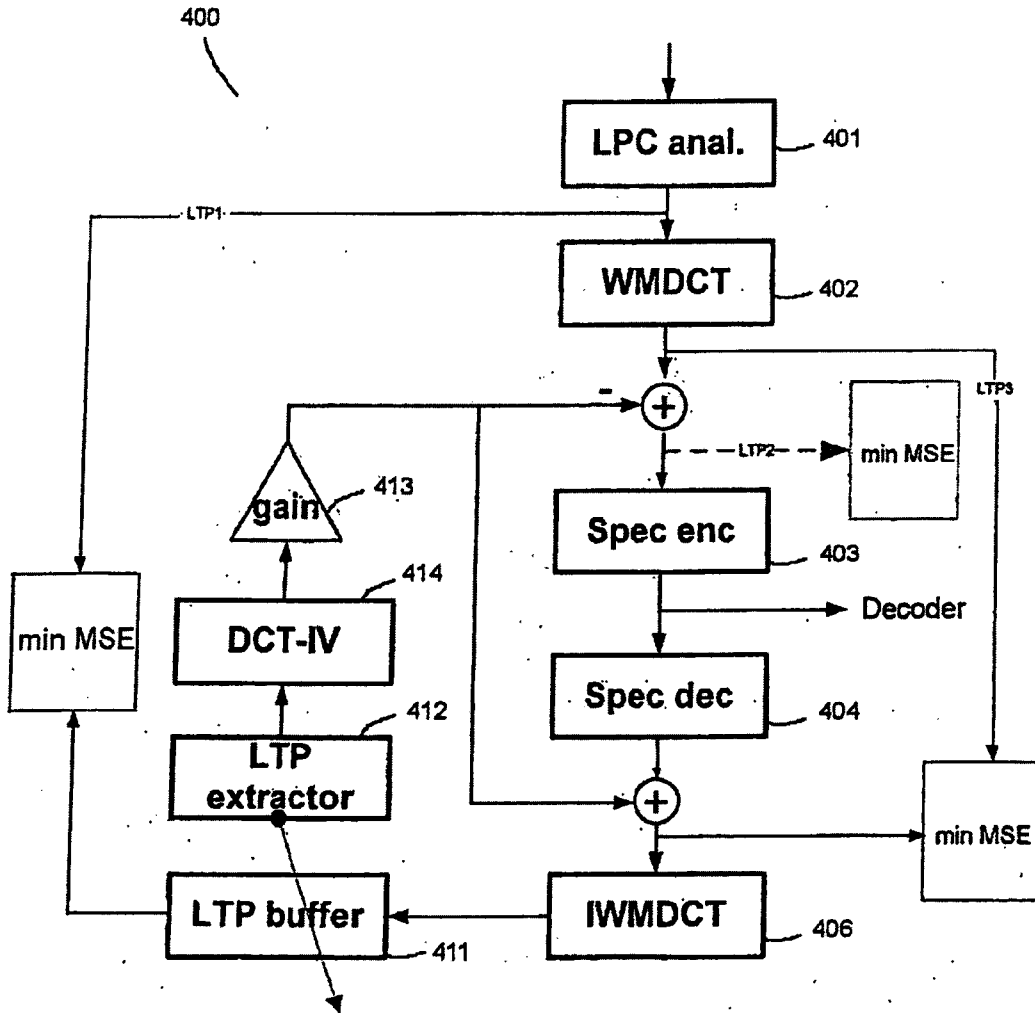 400
LPC anal.
401
LTP1
WMDCT
402
-
+
LTP3
LTP2
min MSE
gain
413
Spec enc
403
414
Decoder
min MSE
DCT-IV
Spec dec
404
412
LTP
extractor
+
min MSE
LTP buffer
411
IWMDCT
406